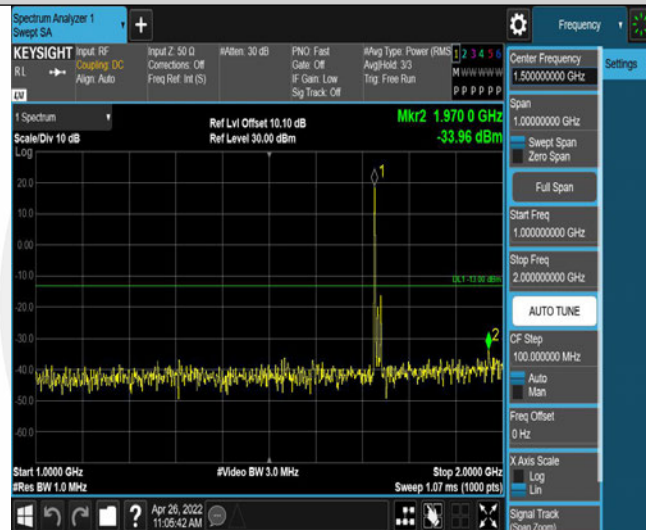 Spectrum Analyzer 1
Swept SA
+
Frequency
KEYSIGHT
RL
LXI
Input: RF
Coupling: DC
Align: Auto
Input Z: 50 Ω
Corrections: Off
Freq Ref: Int (S)
#Atten: 30 dB
PNO: Fast
Gate: Off
IF Gain: Low
Sig Track: Off
#Avg Type: Power (RMS
Avg|Hold: 3/3
Trig: Free Run
1 2 3 4 5 6
M W W W W W
P P P P P P
1 Spectrum
Scale/Div 10 dB
Log
Ref Lvl Offset 10.10 dB
Ref Level 30.00 dBm
Mkr2 1.970 0 GHz
-33.96 dBm
20.0
10.0
0.00
-10.0
-20.0
-30.0
-40.0
-50.0
-60.0
1
DL1 -13.00 dBm
2
Start 1.0000 GHz
#Res BW 1.0 MHz
#Video BW 3.0 MHz
Stop 2.0000 GHz
Sweep 1.07 ms (1000 pts)
?
Apr 26, 2022
11:05:42 AM
Center Frequency
1.500000000 GHz
Settings
Span
1.00000000 GHz
Swept Span
Zero Span
Full Span
Start Freq
1.000000000 GHz
Stop Freq
2.000000000 GHz
AUTO TUNE
CF Step
100.000000 MHz
Auto
Man
Freq Offset
0 Hz
X Axis Scale
Log
Lin
Signal Track
(Span Zoom)